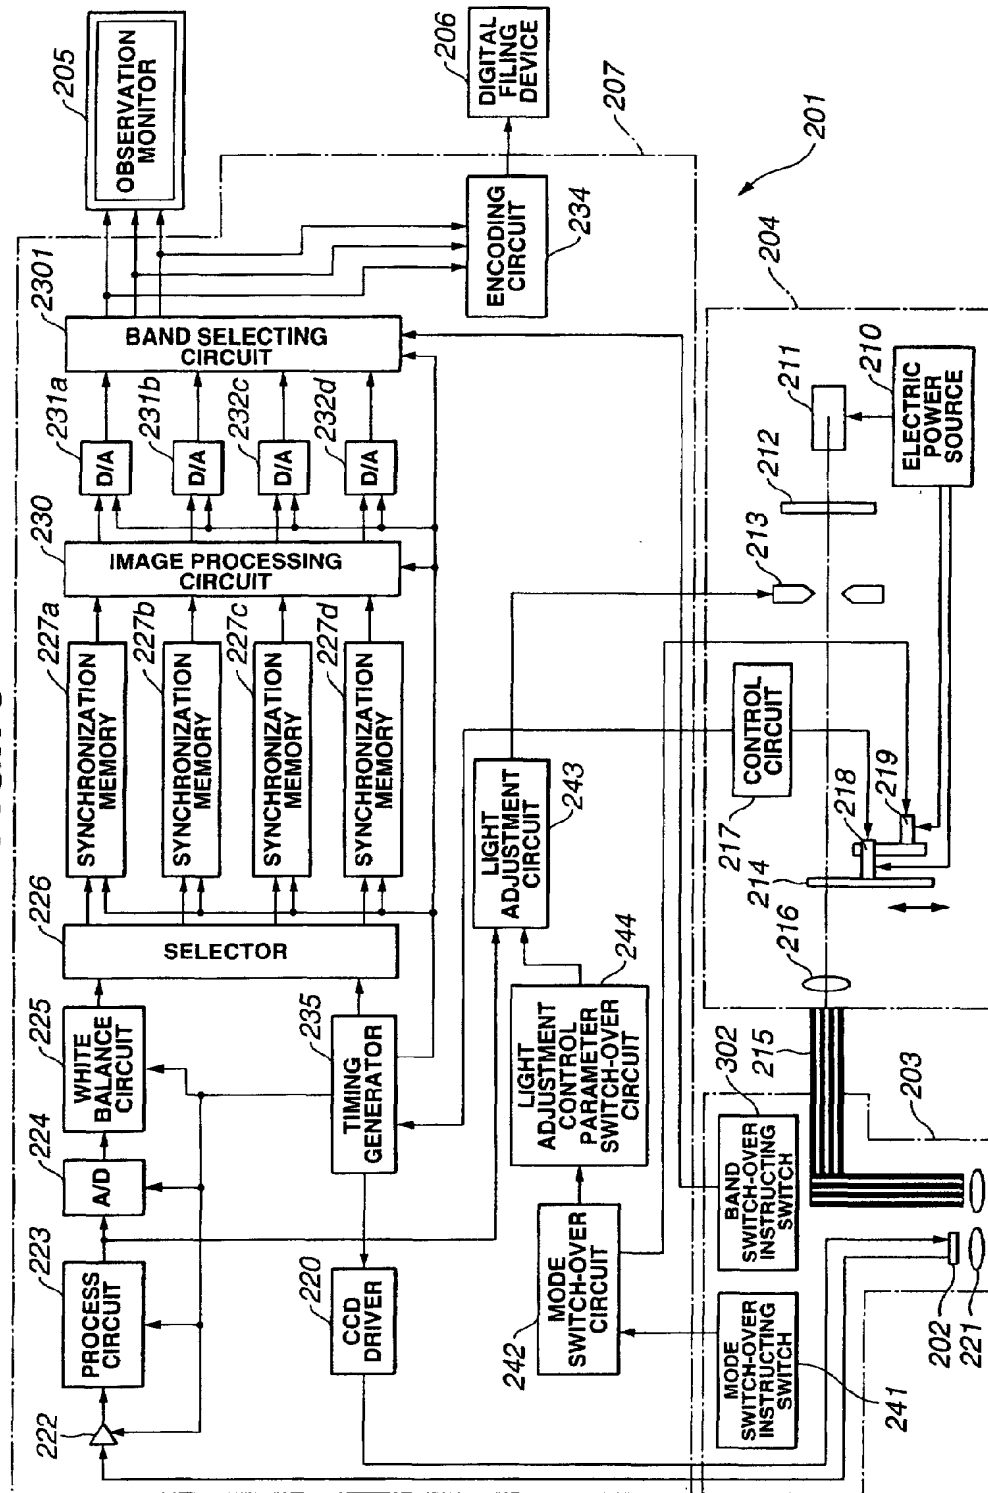 205
OBSERVATION
MONITOR
206
DIGITAL
FILING
DEVICE
207
201
2301
BAND SELECTING
CIRCUIT
ENCODING
CIRCUIT
234
204
231a
231b
232c
232d
D/A
D/A
D/A
D/A
230
IMAGE PROCESSING
CIRCUIT
211
210
ELECTRIC
POWER
SOURCE
212
213
227a
227b
227c
227d
SYNCHRONIZATION
MEMORY
SYNCHRONIZATION
MEMORY
SYNCHRONIZATION
MEMORY
SYNCHRONIZATION
MEMORY
LIGHT
ADJUSTMENT
CIRCUIT
243
CONTROL
CIRCUIT
217
218
219
214
216
226
SELECTOR
225
WHITE
BALANCE
CIRCUIT
235
TIMING
GENERATOR
244
LIGHT
ADJUSTMENT
CONTROL
PARAMETER
SWITCH-OVER
CIRCUIT
302
BAND
SWITCH-OVER
INSTRUCTING
SWITCH
215
203
224
A/D
223
PROCESS
CIRCUIT
220
CCD
DRIVER
242
MODE
SWITCH-OVER
CIRCUIT
MODE
SWITCH-OVER
INSTRUCTING
SWITCH
241
202
221
222